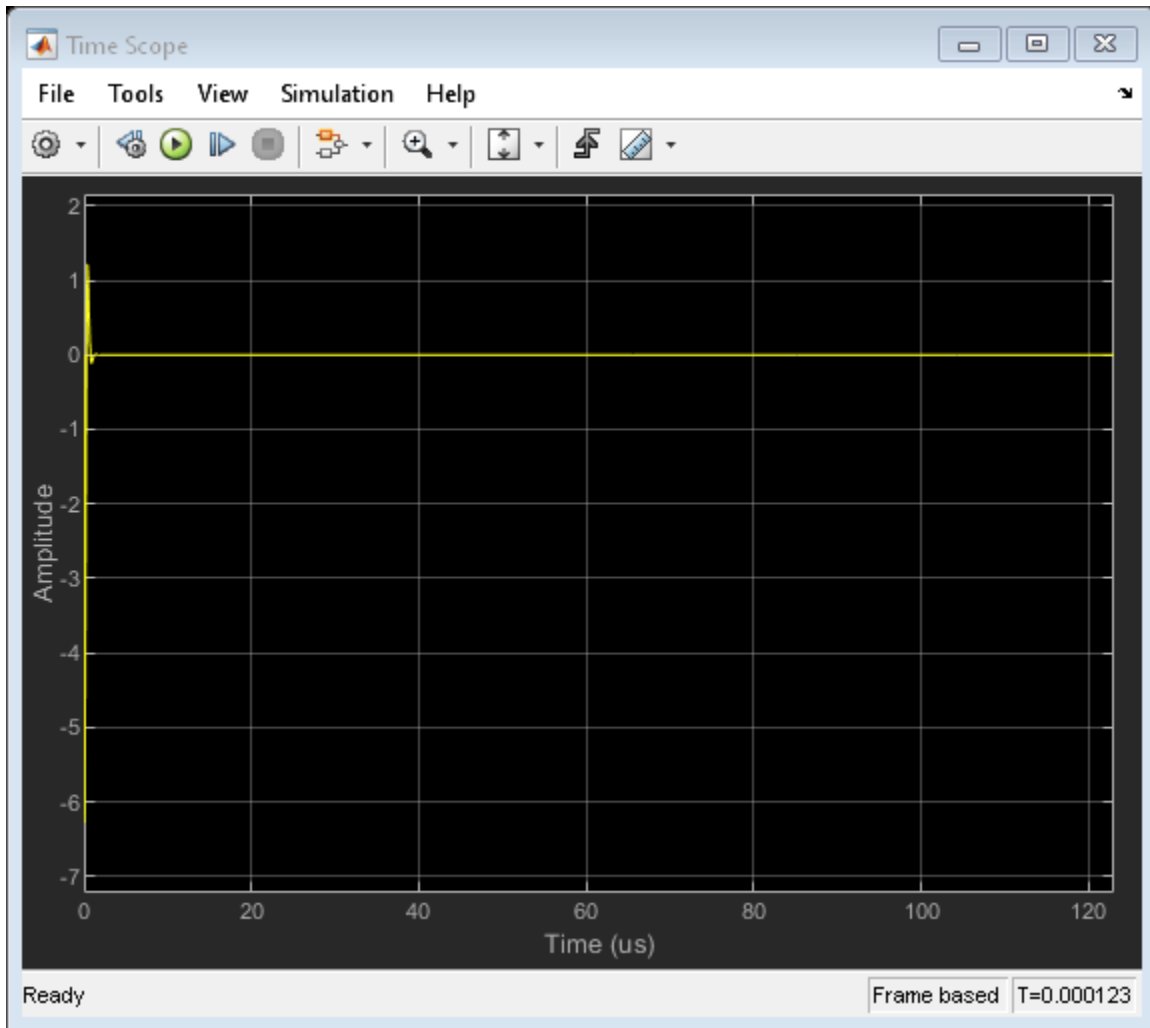 Time Scope
File Tools View Simulation Help
2
1
0
-1
-2
-3
-4
-5
-6
-7
Amplitude
0 20 40 60 80 100 120
Time (us)
Ready Frame based T=0.000123